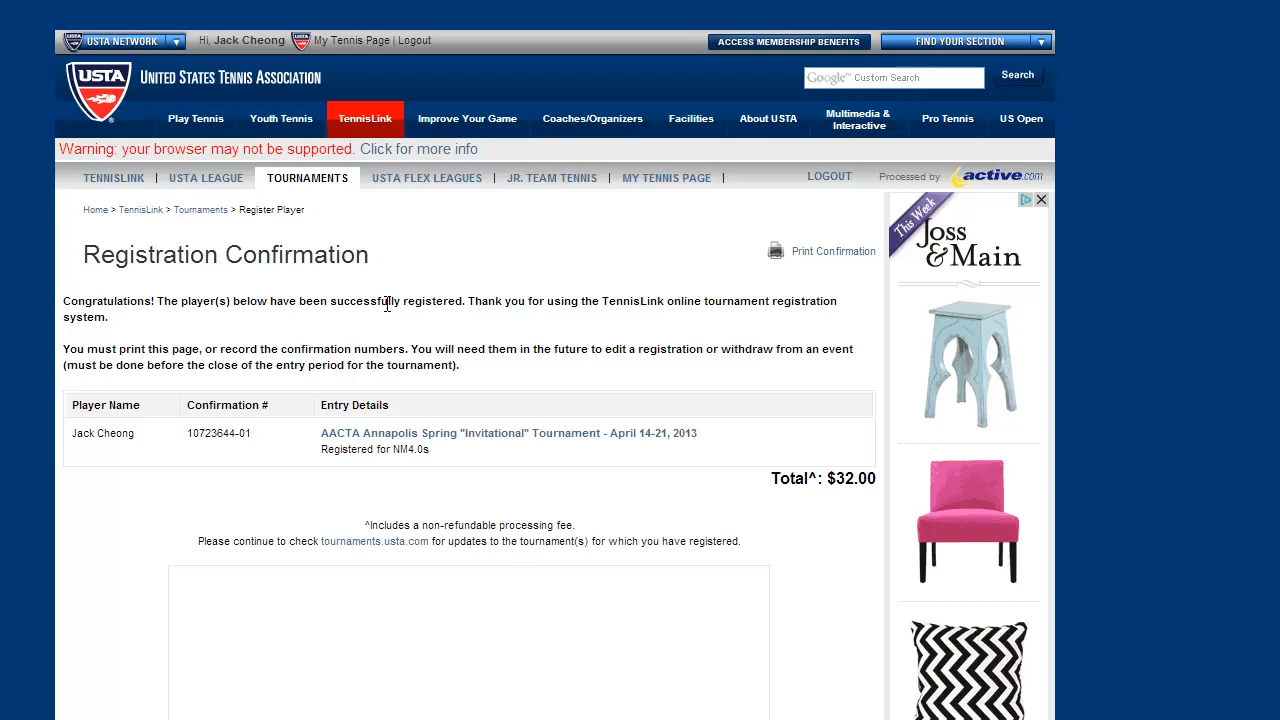 USTA NETWORK Hi, Jack Cheong My Tennis Page | Logout ACCESS MEMBERSHIP BENEFITS FIND YOUR SECTION
USTA UNITED STATES TENNIS ASSOCIATION
Google™ Custom Search Search
Play Tennis Youth Tennis TennisLink Improve Your Game Coaches/Organizers Facilities About USTA Multimedia & Interactive Pro Tennis US Open
Warning: your browser may not be supported. Click for more info
TENNISLINK | USTA LEAGUE TOURNAMENTS USTA FLEX LEAGUES | JR. TEAM TENNIS | MY TENNIS PAGE | LOGOUT Processed by active.com
Home > TennisLink > Tournaments > Register Player
Registration Confirmation
Print Confirmation
Congratulations! The player(s) below have been successfully registered. Thank you for using the TennisLink online tournament registration
system.
You must print this page, or record the confirmation numbers. You will need them in the future to edit a registration or withdraw from an event
(must be done before the close of the entry period for the tournament).
Player Name Confirmation # Entry Details
Jack Cheong 10723644-01 AACTA Annapolis Spring "Invitational" Tournament - April 14-21, 2013
Registered for NM4.0s
Total^: $32.00
^Includes a non-refundable processing fee.
Please continue to check tournaments.usta.com for updates to the tournament(s) for which you have registered.
This Week
Joss
& Main